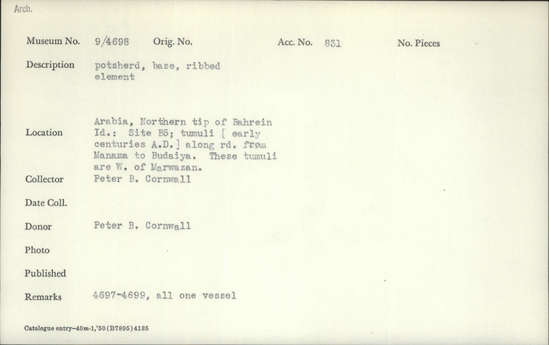 Arch.
Museum No. 9/4698 Orig. No. Acc. No. 831 No. Pieces
Description potsherd, base, ribbed
element
Arabia, Northern tip of Bahrein
Location Id.: Site B5; tumuli [ early
centuries A.D.] along rd. from
Manama to Budaiya. These tumuli
are W. of Marwazan.
Collector Peter B. Cornwall
Date Coll.
Donor Peter B. Cornwall
Photo
Published
Remarks 4697-4699, all one vessel
Catalogue entry—40m-1,'50(B7895)4185